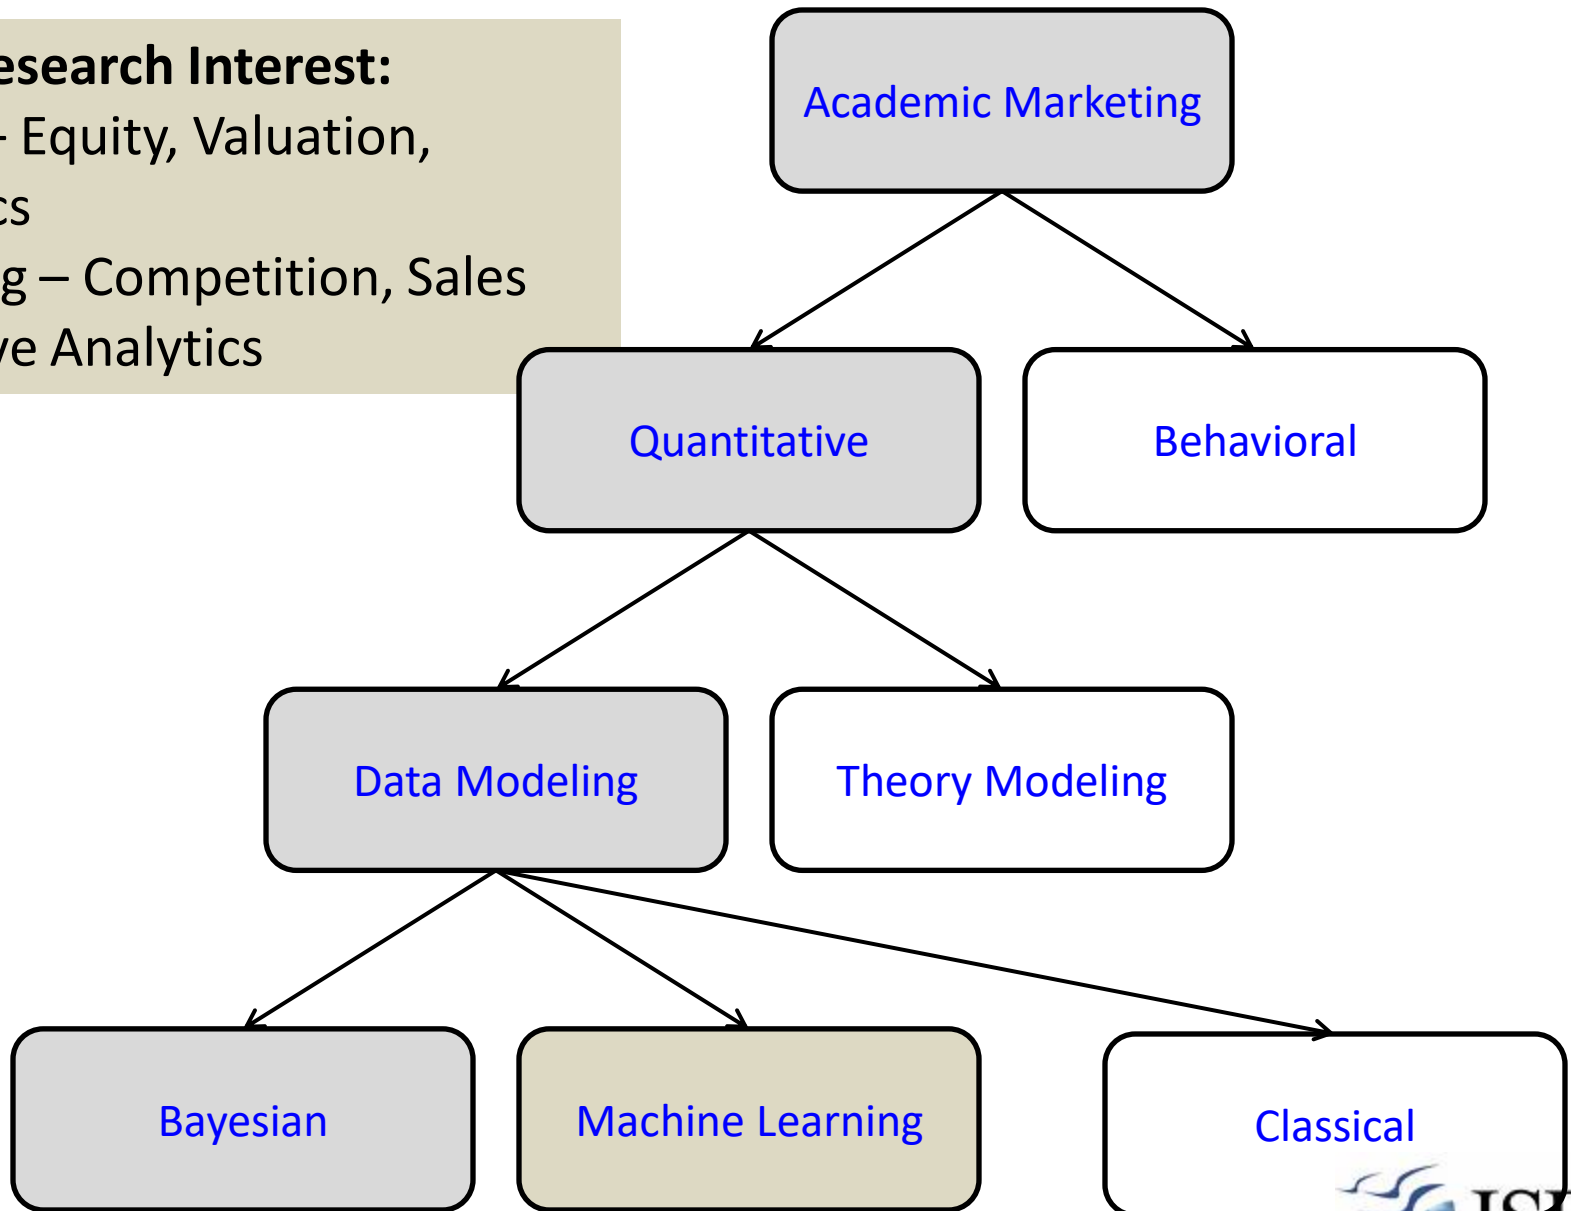 esearch Interest:
– Equity, Valuation,
cs
g – Competition, Sales
ve Analytics
Academic Marketing
Quantitative
Behavioral
Data Modeling
Theory Modeling
Bayesian
Machine Learning
Classical